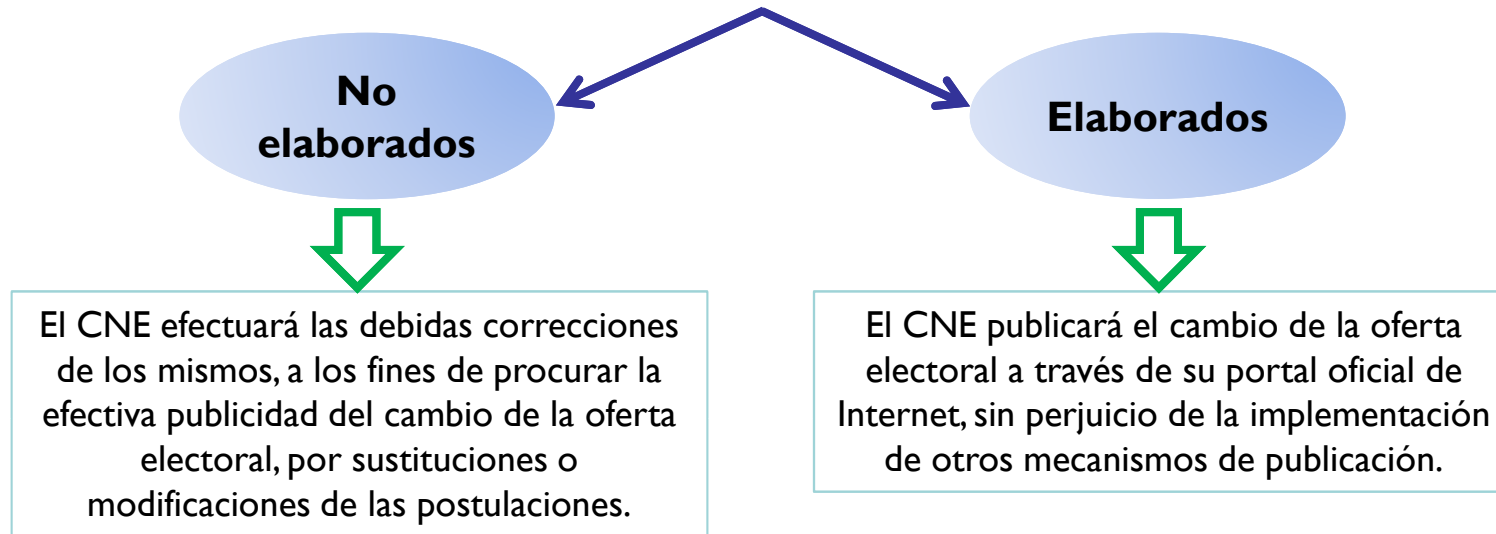 No
elaborados
Elaborados
El CNE efectuará las debidas correcciones
de los mismos, a los fines de procurar la
efectiva publicidad del cambio de la oferta
electoral, por sustituciones o
modificaciones de las postulaciones.
El CNE publicará el cambio de la oferta
electoral a través de su portal oficial de
Internet, sin perjuicio de la implementación
de otros mecanismos de publicación.